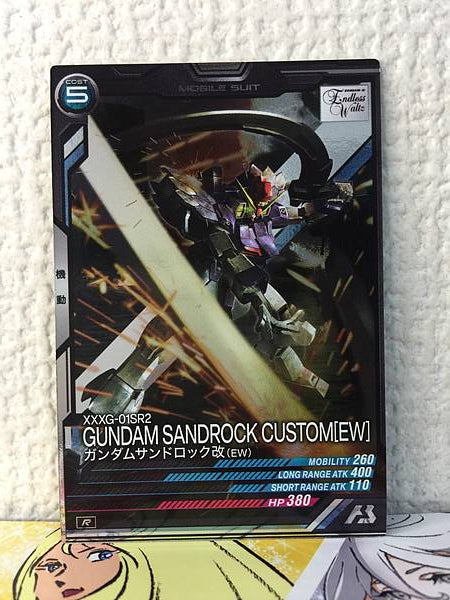 COST
5
MOBILE SUIT
GUNDAM W
Endless
Waltz
機動
XXXG-01SR2
GUNDAM SANDROCK CUSTOM[EW]
ガンダムサンドロック改(EW)
MOBILITY 260
LONG RANGE ATK 400
SHORT RANGE ATK 110
HP 380
R
AB